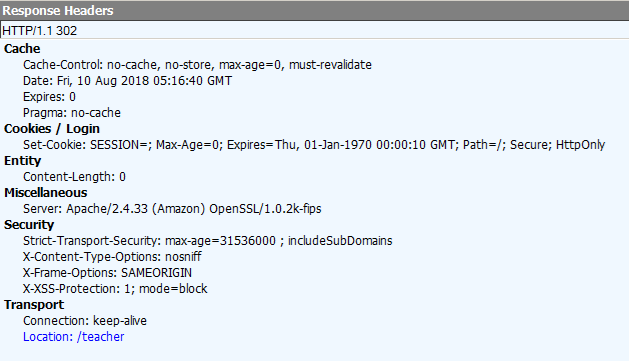 Response Headers
HTTP/1.1 302
Cache
Cache-Control: no-cache, no-store, max-age=0, must-revalidate
Date: Fri, 10 Aug 2018 05:16:40 GMT
Expires: 0
Pragma: no-cache
Cookies / Login
Set-Cookie: SESSION=; Max-Age=0; Expires=Thu, 01-Jan-1970 00:00:10 GMT; Path=/; Secure; HttpOnly
Entity
Content-Length: 0
Miscellaneous
Server: Apache/2.4.33 (Amazon) OpenSSL/1.0.2k-fips
Security
Strict-Transport-Security: max-age=31536000 ; includeSubDomains
X-Content-Type-Options: nosniff
X-Frame-Options: SAMEORIGIN
X-XSS-Protection: 1; mode=block
Transport
Connection: keep-alive
Location: /teacher